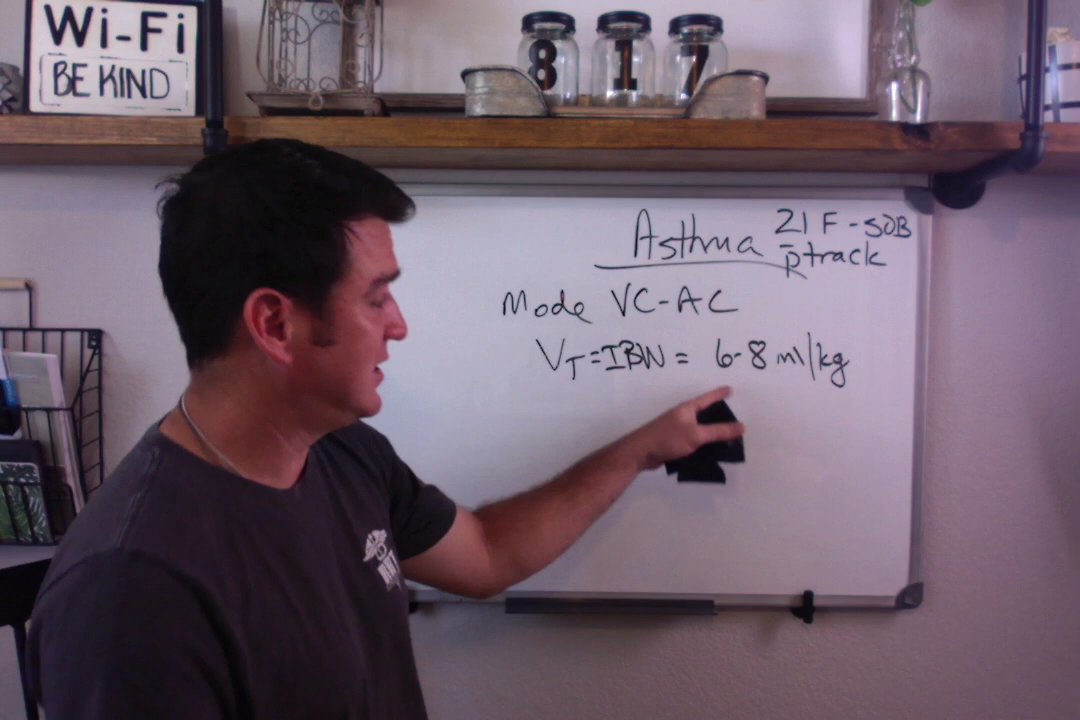 Wi-Fi
BE KIND
8 1 7
Asthma
21 F-SOB
p̄ track
Mode VC-AC
VT=IBW= 6-8 ml/kg